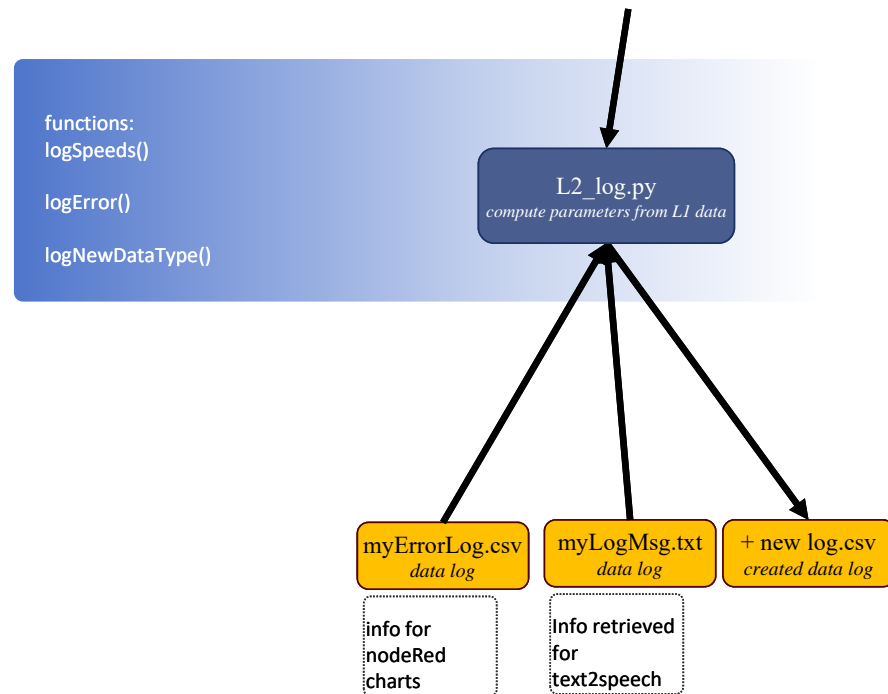 functions:
logSpeeds()
logError()
logNewDataType()
L2_log.py
compute parameters from L1 data
myErrorLog.csv
data log
myLogMsg.txt
data log
+ new log.csv
created data log
info for
nodeRed
charts
Info retrieved
for
text2speech